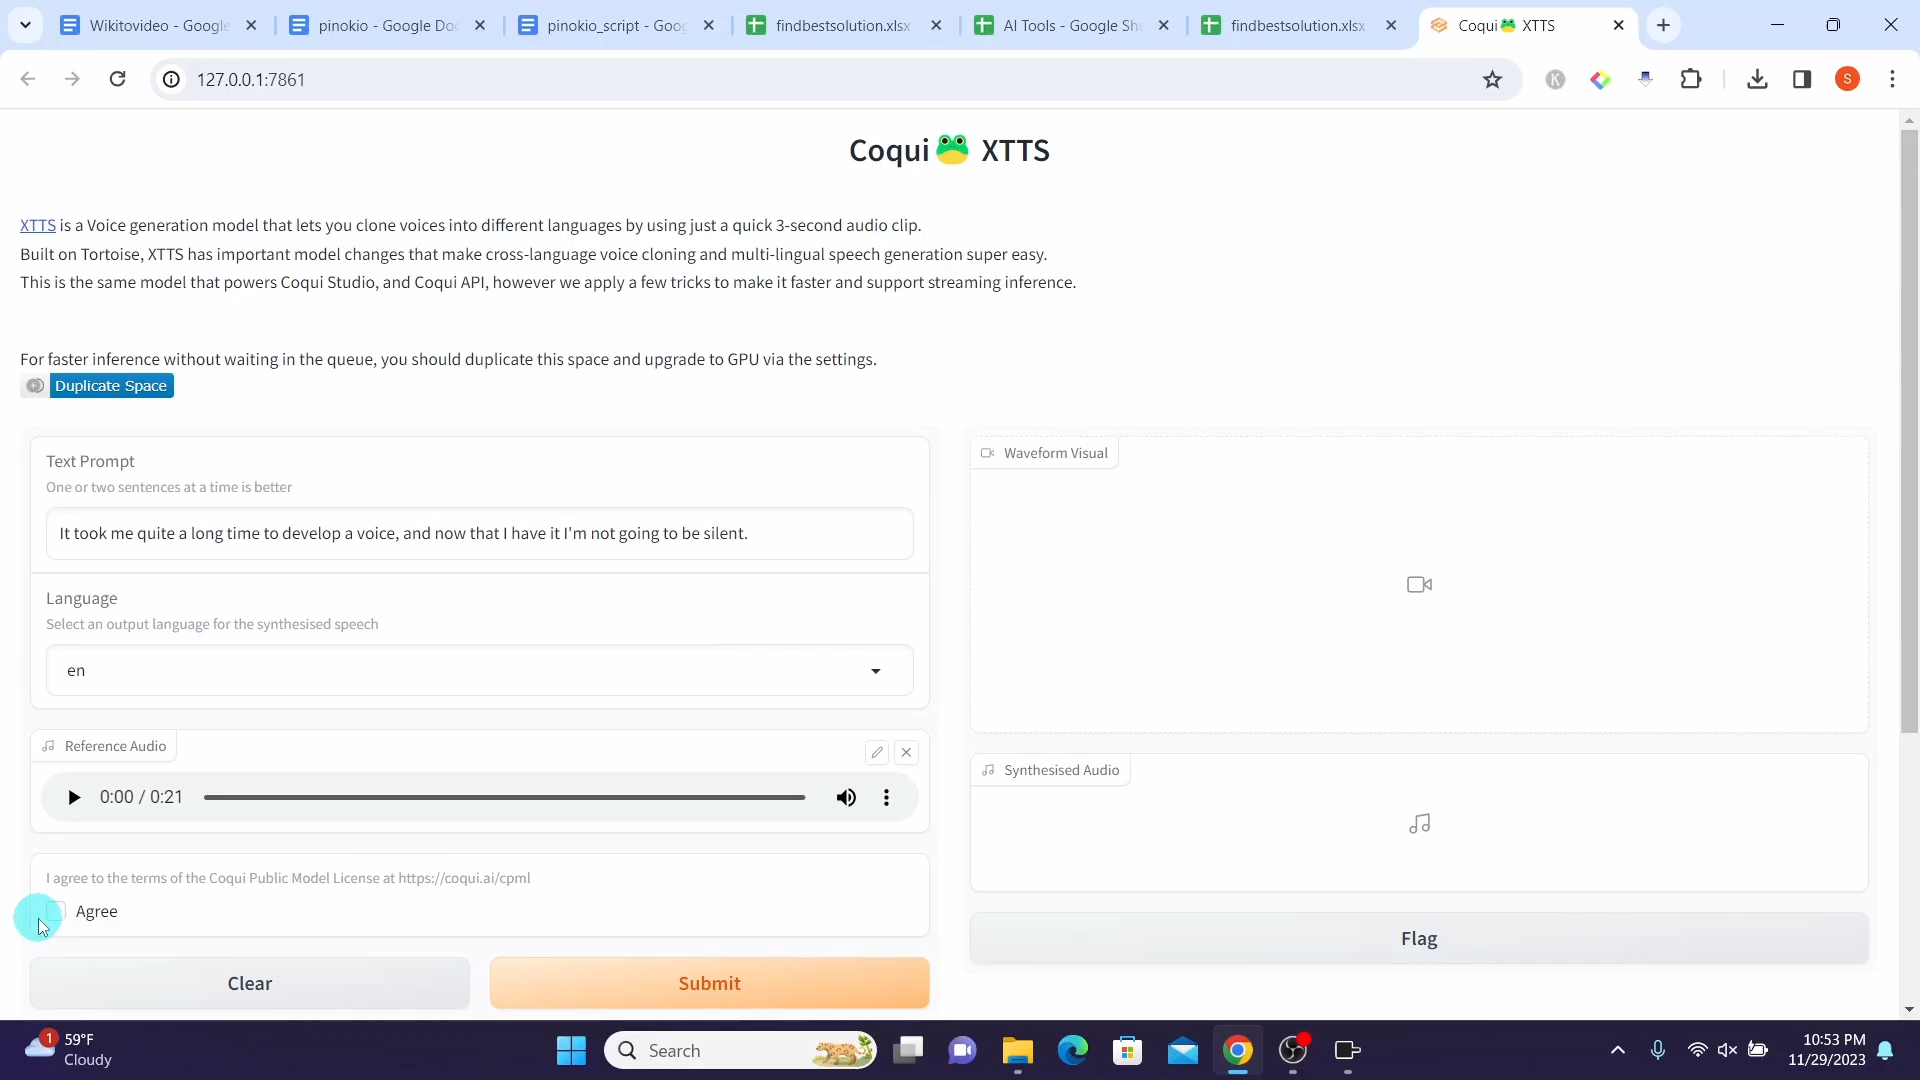 Wikitovideo - Google
pinokio - Google Doc
pinokio_script - Goog
findbestsolution.xlsx
AI Tools - Google Sh
findbestsolution.xlsx
Coqui🐸 XTTS
127.0.0.1:7861
K
S
Coqui🐸 XTTS
XTTS is a Voice generation model that lets you clone voices into different languages by using just a quick 3-second audio clip.
Built on Tortoise, XTTS has important model changes that make cross-language voice cloning and multi-lingual speech generation super easy.
This is the same model that powers Coqui Studio, and Coqui API, however we apply a few tricks to make it faster and support streaming inference.
For faster inference without waiting in the queue, you should duplicate this space and upgrade to GPU via the settings.
Duplicate Space
Text Prompt
One or two sentences at a time is better
It took me quite a long time to develop a voice, and now that I have it I'm not going to be silent.
Language
Select an output language for the synthesised speech
en
Reference Audio
0:00 / 0:21
I agree to the terms of the Coqui Public Model License at https://coqui.ai/cpml
Agree
Clear
Submit
Waveform Visual
Synthesised Audio
Flag
1
59°F
Cloudy
Search
10:53 PM
11/29/2023